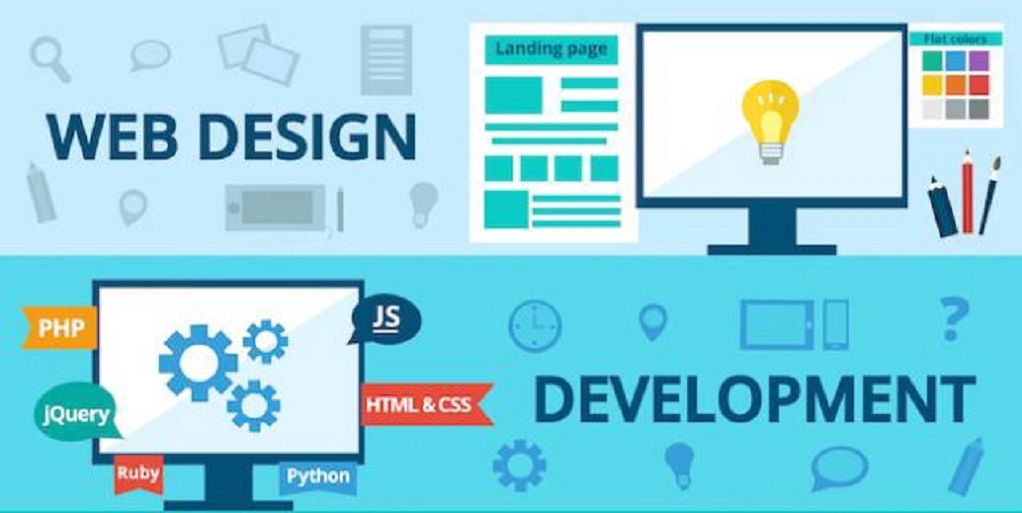 WEB DESIGN
Landing page
Flat colors
PHP
JS
jQuery
HTML & CSS
Ruby
Python
DEVELOPMENT
?